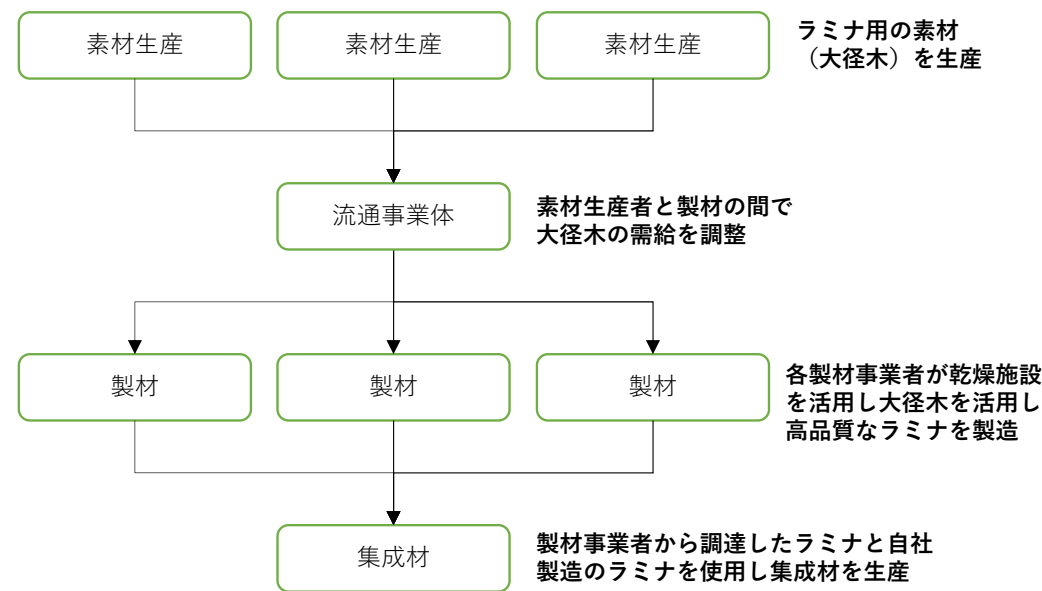 素材生産
素材生産
素材生産
ラミナ用の素材
（大径木）を生産
流通事業体
素材生産者と製材の間で
大径木の需給を調整
製材
製材
製材
各製材事業者が乾燥施設
を活用し大径木を活用し
高品質なラミナを製造
集成材
製材事業者から調達したラミナと自社
製造のラミナを使用し集成材を生産